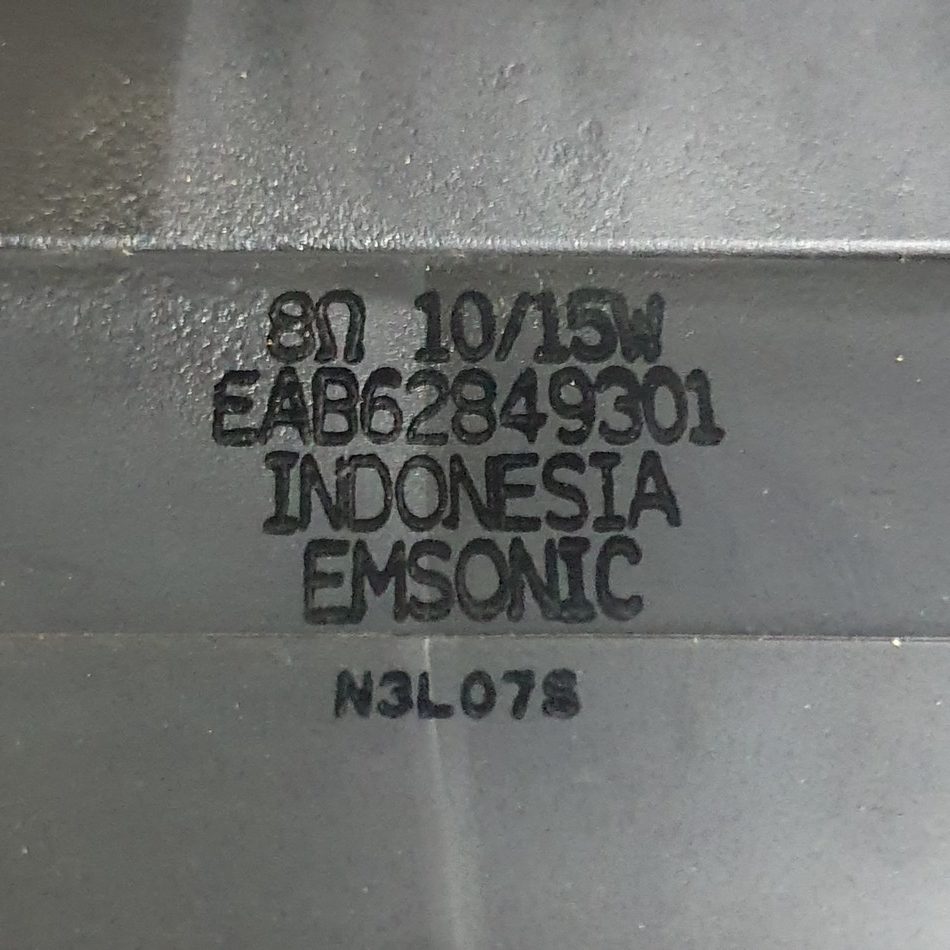 8Ω 10/15W
EAB62849301
INDONESIA
EMSONIC
N3L07S